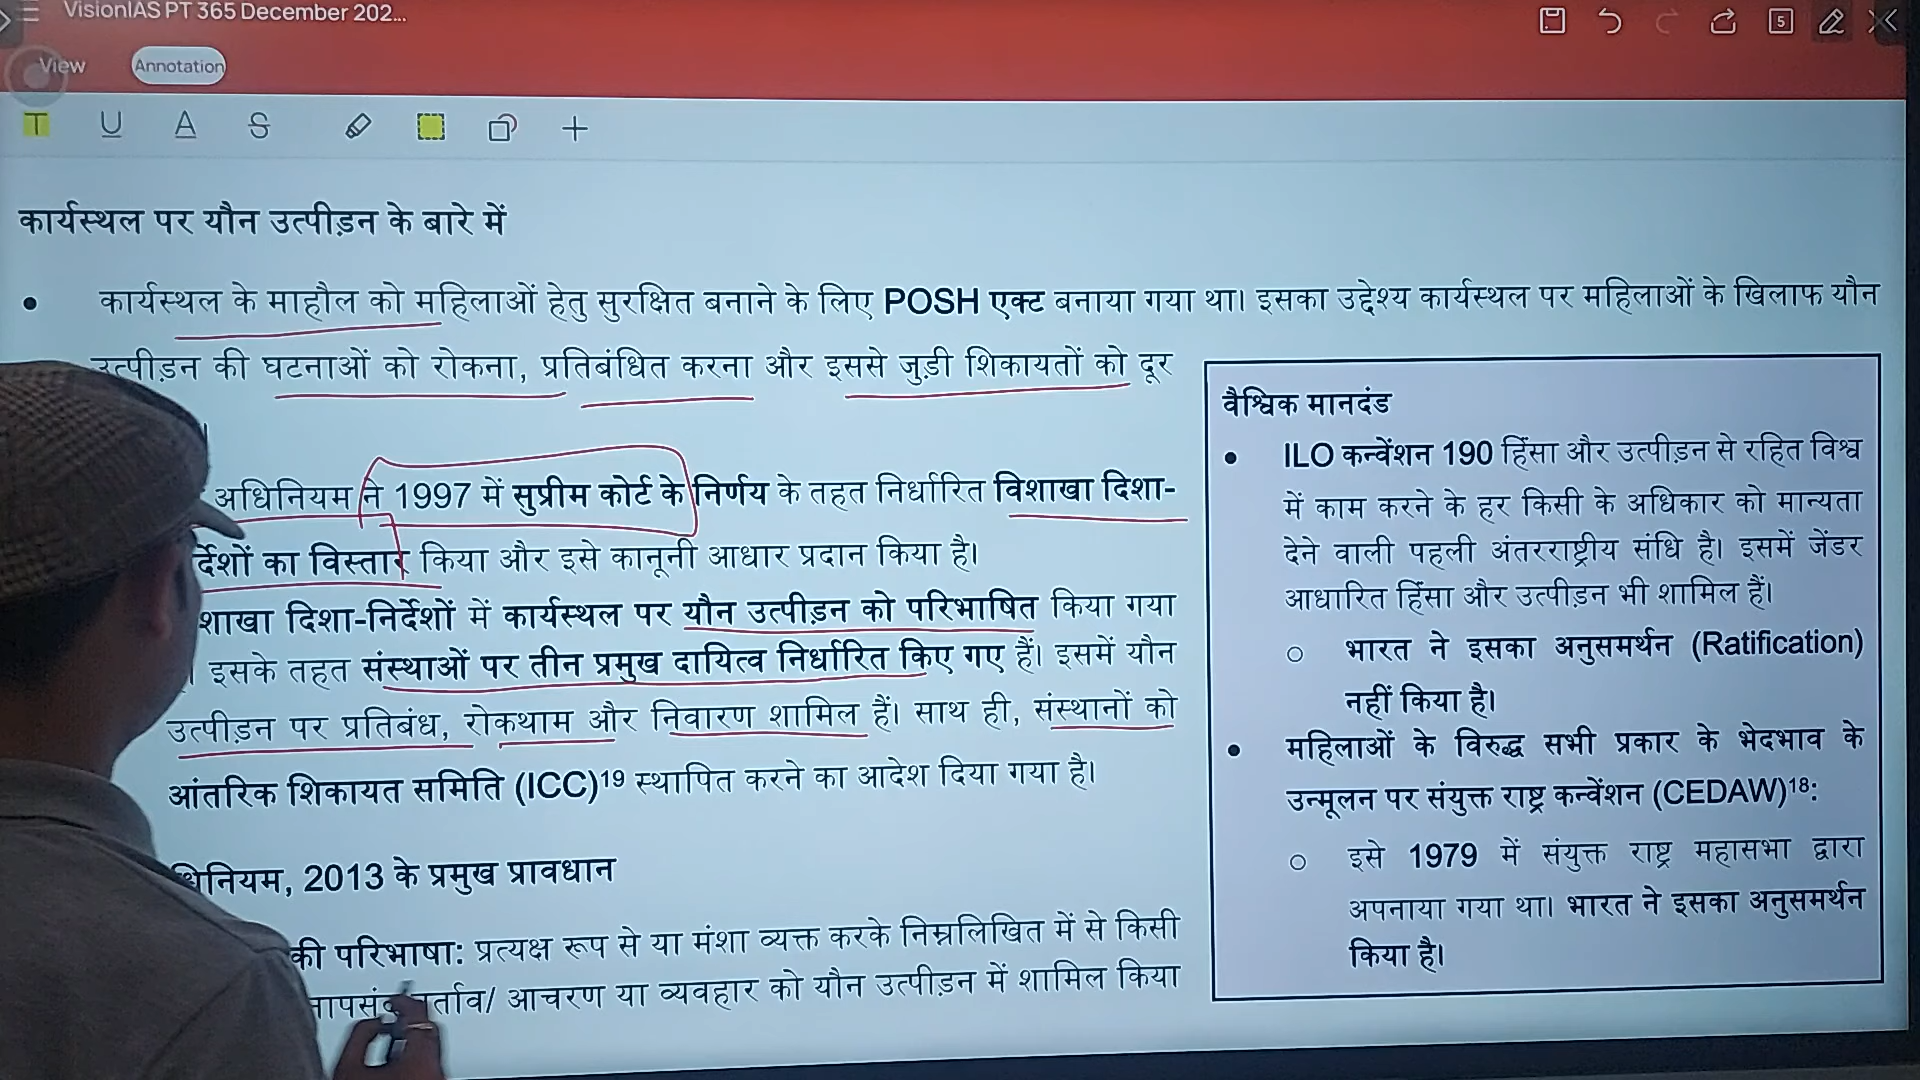 VisionIAS PT 365 December 202...
View
Annotation
T U A S
5
कार्यस्थल पर यौन उत्पीड़न के बारे में
• कार्यस्थल के माहौल को महिलाओं हेतु सुरक्षित बनाने के लिए POSH एक्ट बनाया गया था। इसका उद्देश्य कार्यस्थल पर महिलाओं के खिलाफ यौन
उत्पीड़न की घटनाओं को रोकना, प्रतिबंधित करना और इससे जुड़ी शिकायतों को दूर
अधिनियम ने 1997 में सुप्रीम कोर्ट के निर्णय के तहत निर्धारित विशाखा दिशा-
र्देशों का विस्तार किया और इसे कानूनी आधार प्रदान किया है।
शाखा दिशा-निर्देशों में कार्यस्थल पर यौन उत्पीड़न को परिभाषित किया गया
। इसके तहत संस्थाओं पर तीन प्रमुख दायित्व निर्धारित किए गए हैं। इसमें यौन
उत्पीड़न पर प्रतिबंध, रोकथाम और निवारण शामिल हैं। साथ ही, संस्थानों को
आंतरिक शिकायत समिति (ICC)¹⁹ स्थापित करने का आदेश दिया गया है।
धिनियम, 2013 के प्रमुख प्रावधान
की परिभाषा: प्रत्यक्ष रूप से या मंशा व्यक्त करके निम्नलिखित में से किसी
आचरण या व्यवहार को यौन उत्पीड़न में शामिल किया
वैश्विक मानदंड
• ILO कन्वेंशन 190 हिंसा और उत्पीड़न से रहित विश्व
में काम करने के हर किसी के अधिकार को मान्यता
देने वाली पहली अंतरराष्ट्रीय संधि है। इसमें जेंडर
आधारित हिंसा और उत्पीड़न भी शामिल हैं।
○ भारत ने इसका अनुसमर्थन (Ratification)
नहीं किया है।
• महिलाओं के विरुद्ध सभी प्रकार के भेदभाव के
उन्मूलन पर संयुक्त राष्ट्र कन्वेंशन (CEDAW)¹⁸:
○ इसे 1979 में संयुक्त राष्ट्र महासभा द्वारा
अपनाया गया था। भारत ने इसका अनुसमर्थन
किया है।